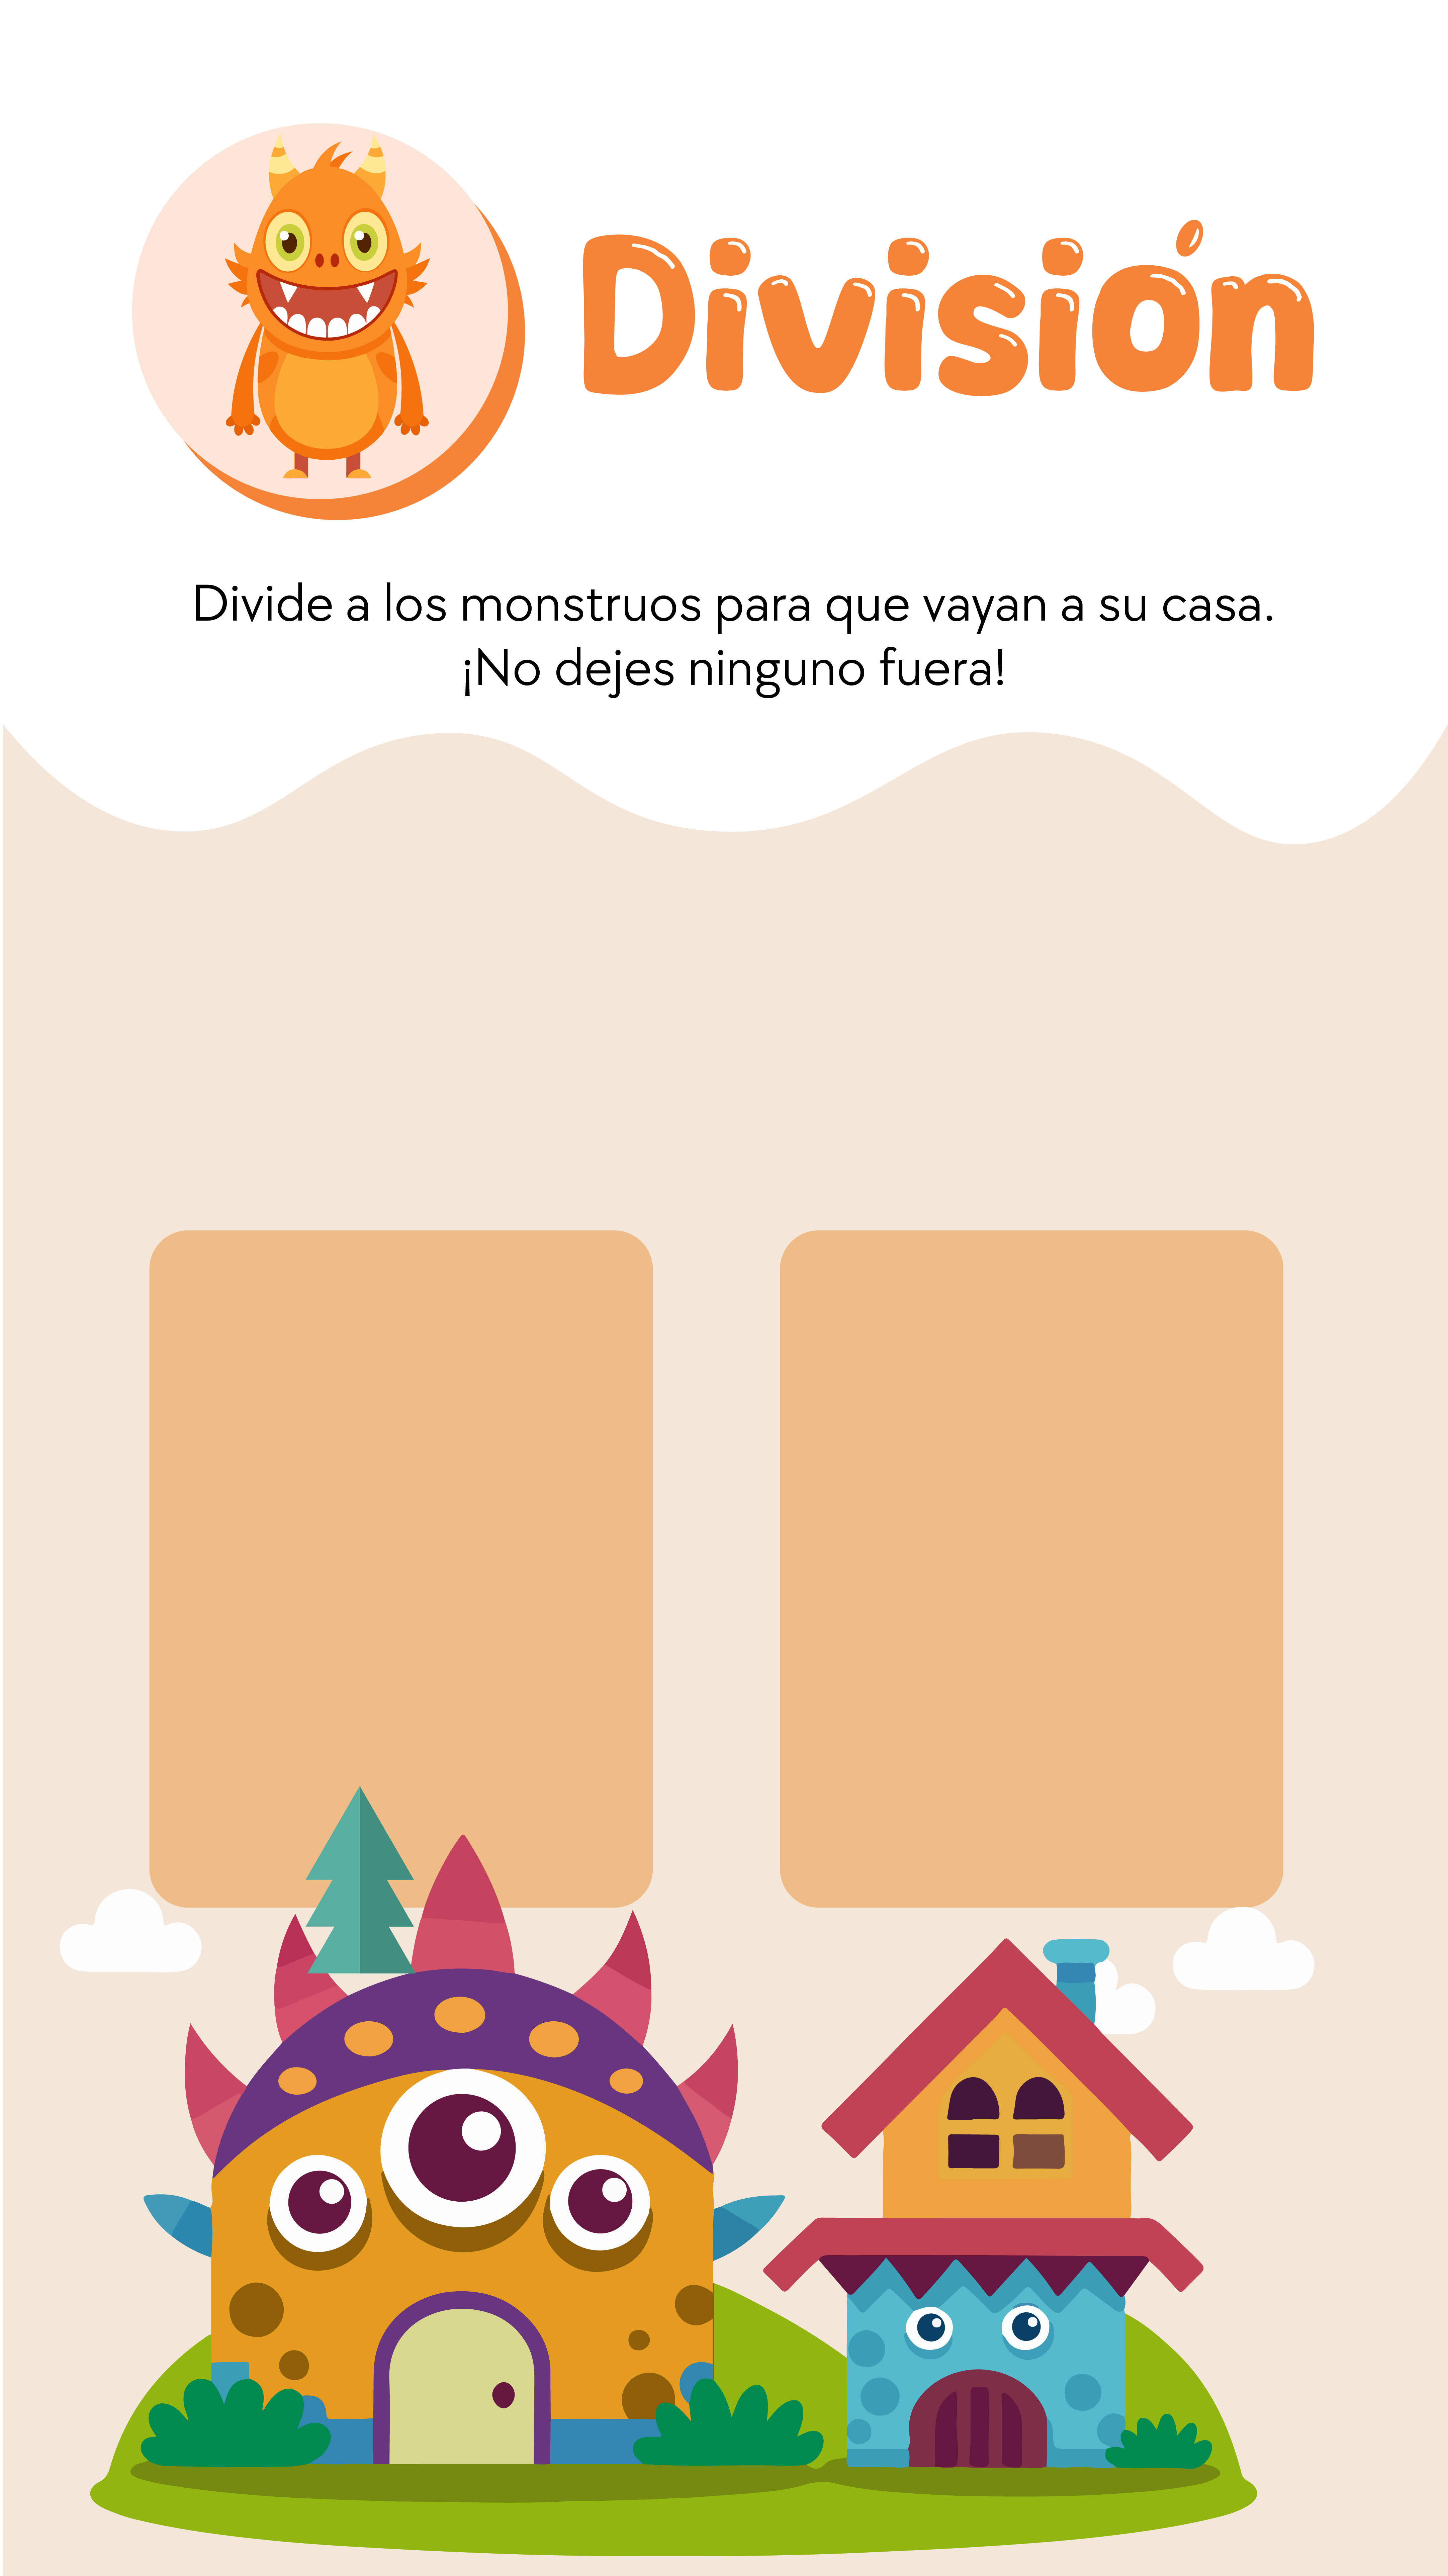 División
Divide a los monstruos para que vayan a su casa.
¡No dejes ninguno fuera!